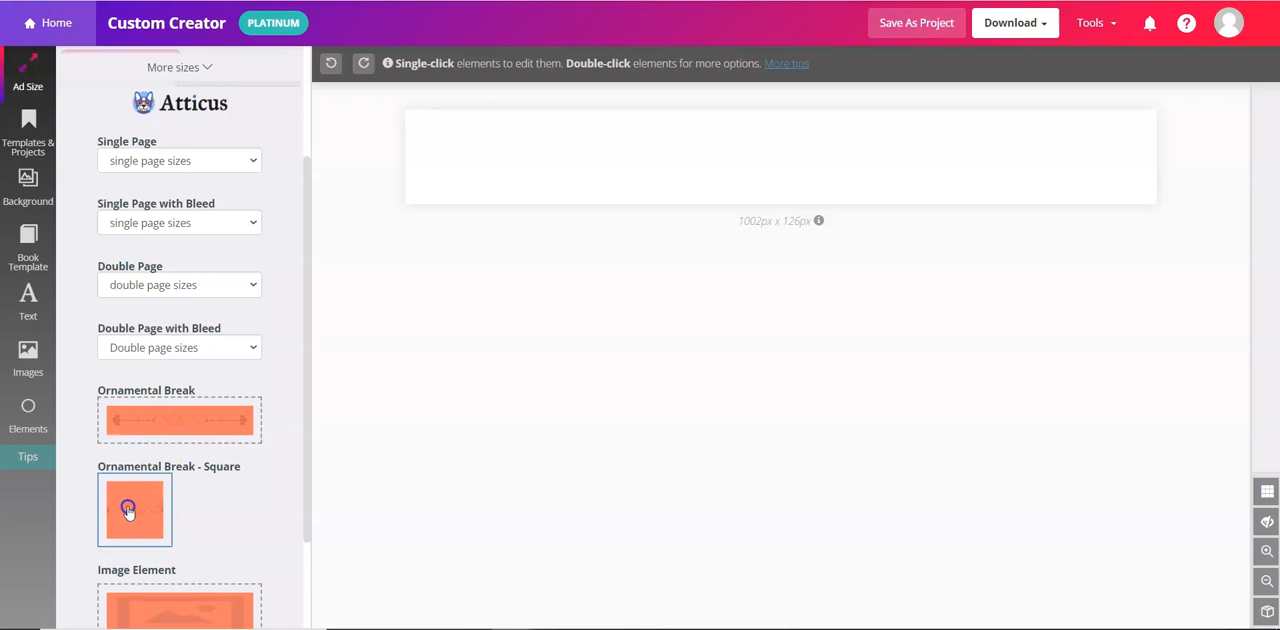 Home
Custom Creator
PLATINUM
Save As Project
Download
Tools
Ad Size
More sizes
Single-click elements to edit them. Double-click elements for more options. More tips
Atticus
Templates & Projects
Single Page
single page sizes
Background
Single Page with Bleed
single page sizes
1002px x 126px
Book Template
Double Page
double page sizes
Text
Double Page with Bleed
Double page sizes
Images
Ornamental Break
Elements
Tips
Ornamental Break - Square
Image Element